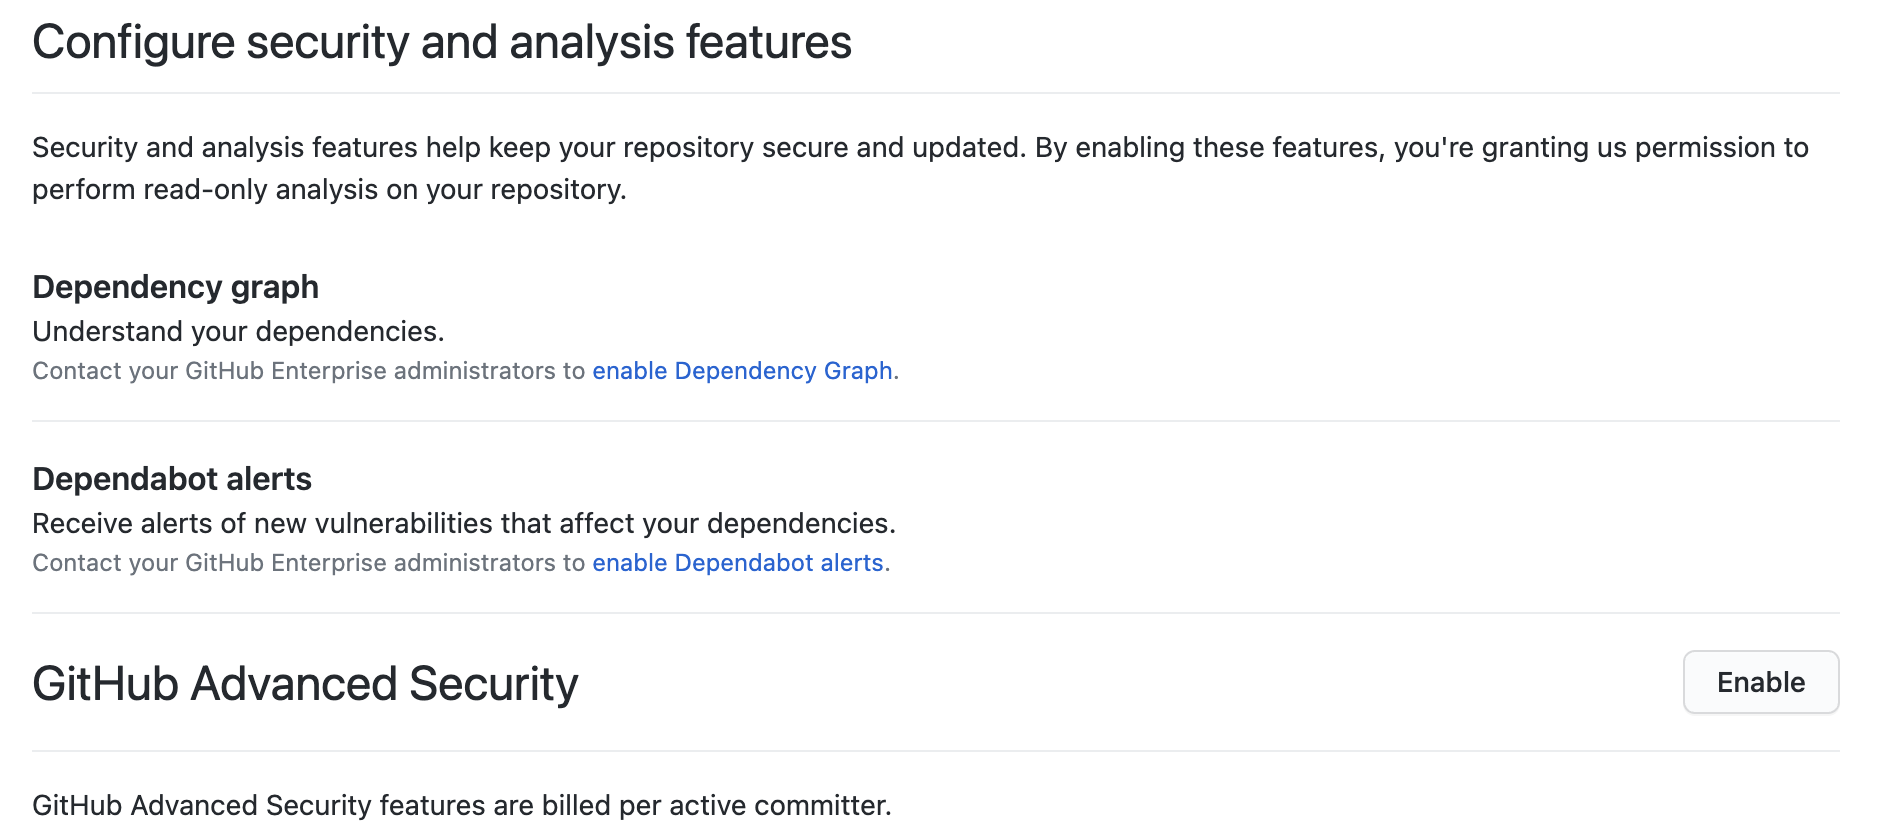 Configure security and analysis features
Security and analysis features help keep your repository secure and updated. By enabling these features, you're granting us permission to
perform read-only analysis on your repository.
Dependency graph
Understand your dependencies.
Contact your GitHub Enterprise administrators to enable Dependency Graph.
Dependabot alerts
Receive alerts of new vulnerabilities that affect your dependencies.
Contact your GitHub Enterprise administrators to enable Dependabot alerts.
GitHub Advanced Security
Enable
GitHub Advanced Security features are billed per active committer.